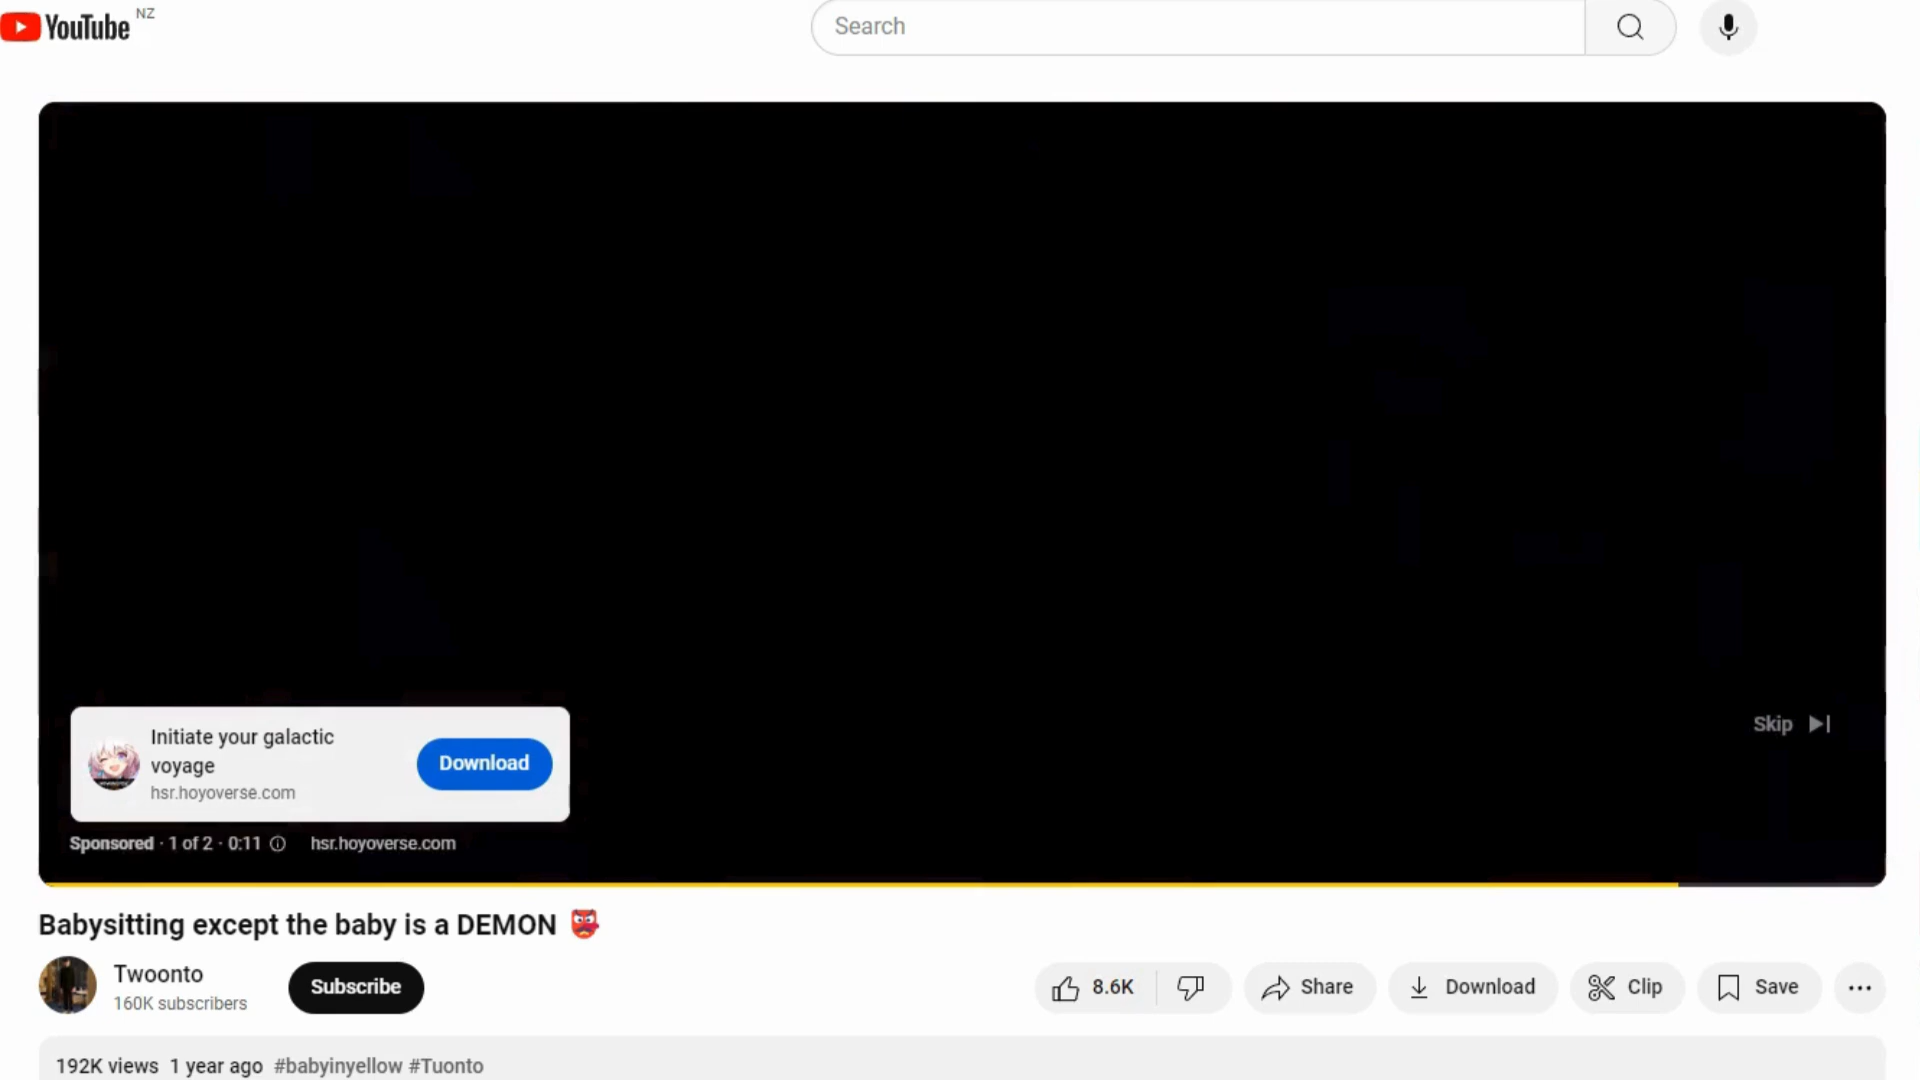 YouTube NZ
Search
Skip
Initiate your galactic
voyage
hsr.hoyoverse.com
Download
Sponsored · 1 of 2 · 0:11 hsr.hoyoverse.com
Babysitting except the baby is a DEMON 👺
Twoonto
160K subscribers
Subscribe
8.6K
Share
Download
Clip
Save
192K views 1 year ago #babyinyellow #Tuonto